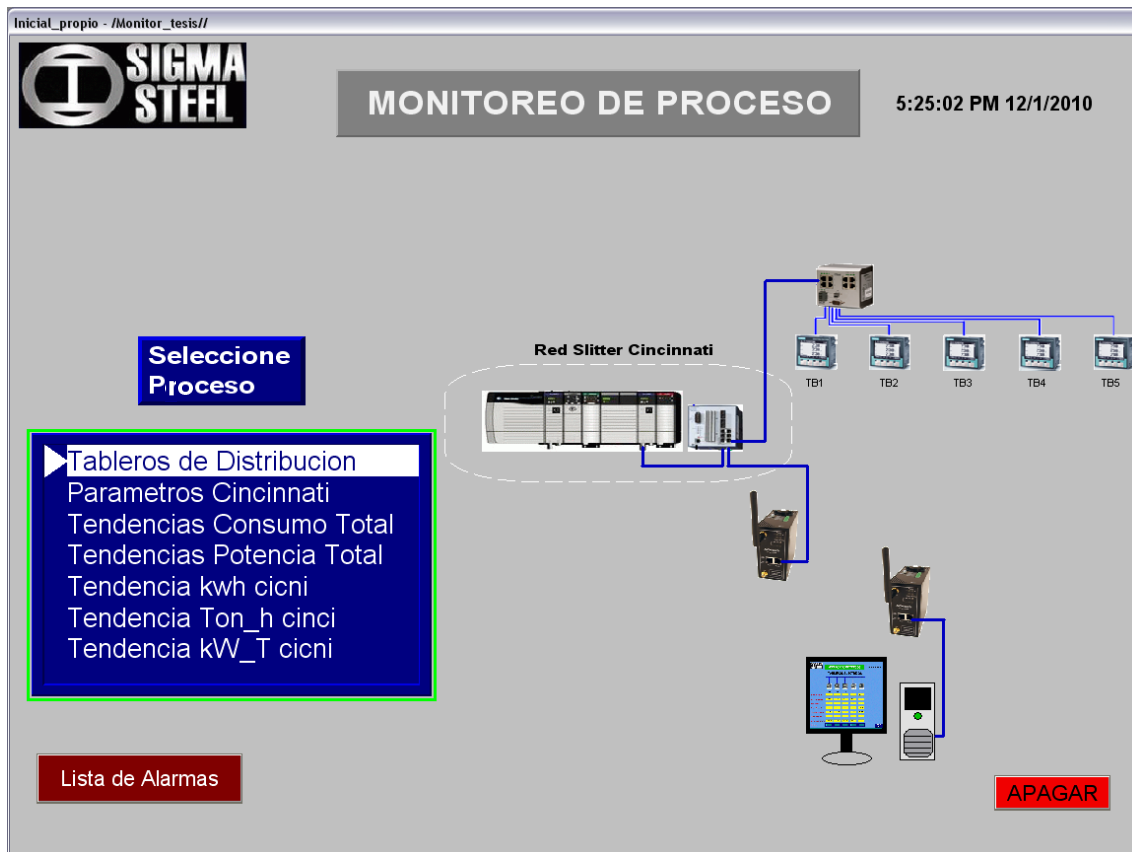 Inicial_propio - /Monitor_tesis//
SIGMA
STEEL
MONITOREO DE PROCESO
5:25:02 PM 12/1/2010
Seleccione
Proceso
Red Slitter Cincinnati
TB1
TB2
TB3
TB4
TB5
Tableros de Distribucion
Parametros Cincinnati
Tendencias Consumo Total
Tendencias Potencia Total
Tendencia kwh cicni
Tendencia Ton_h cinci
Tendencia kW_T cicni
Lista de Alarmas
APAGAR